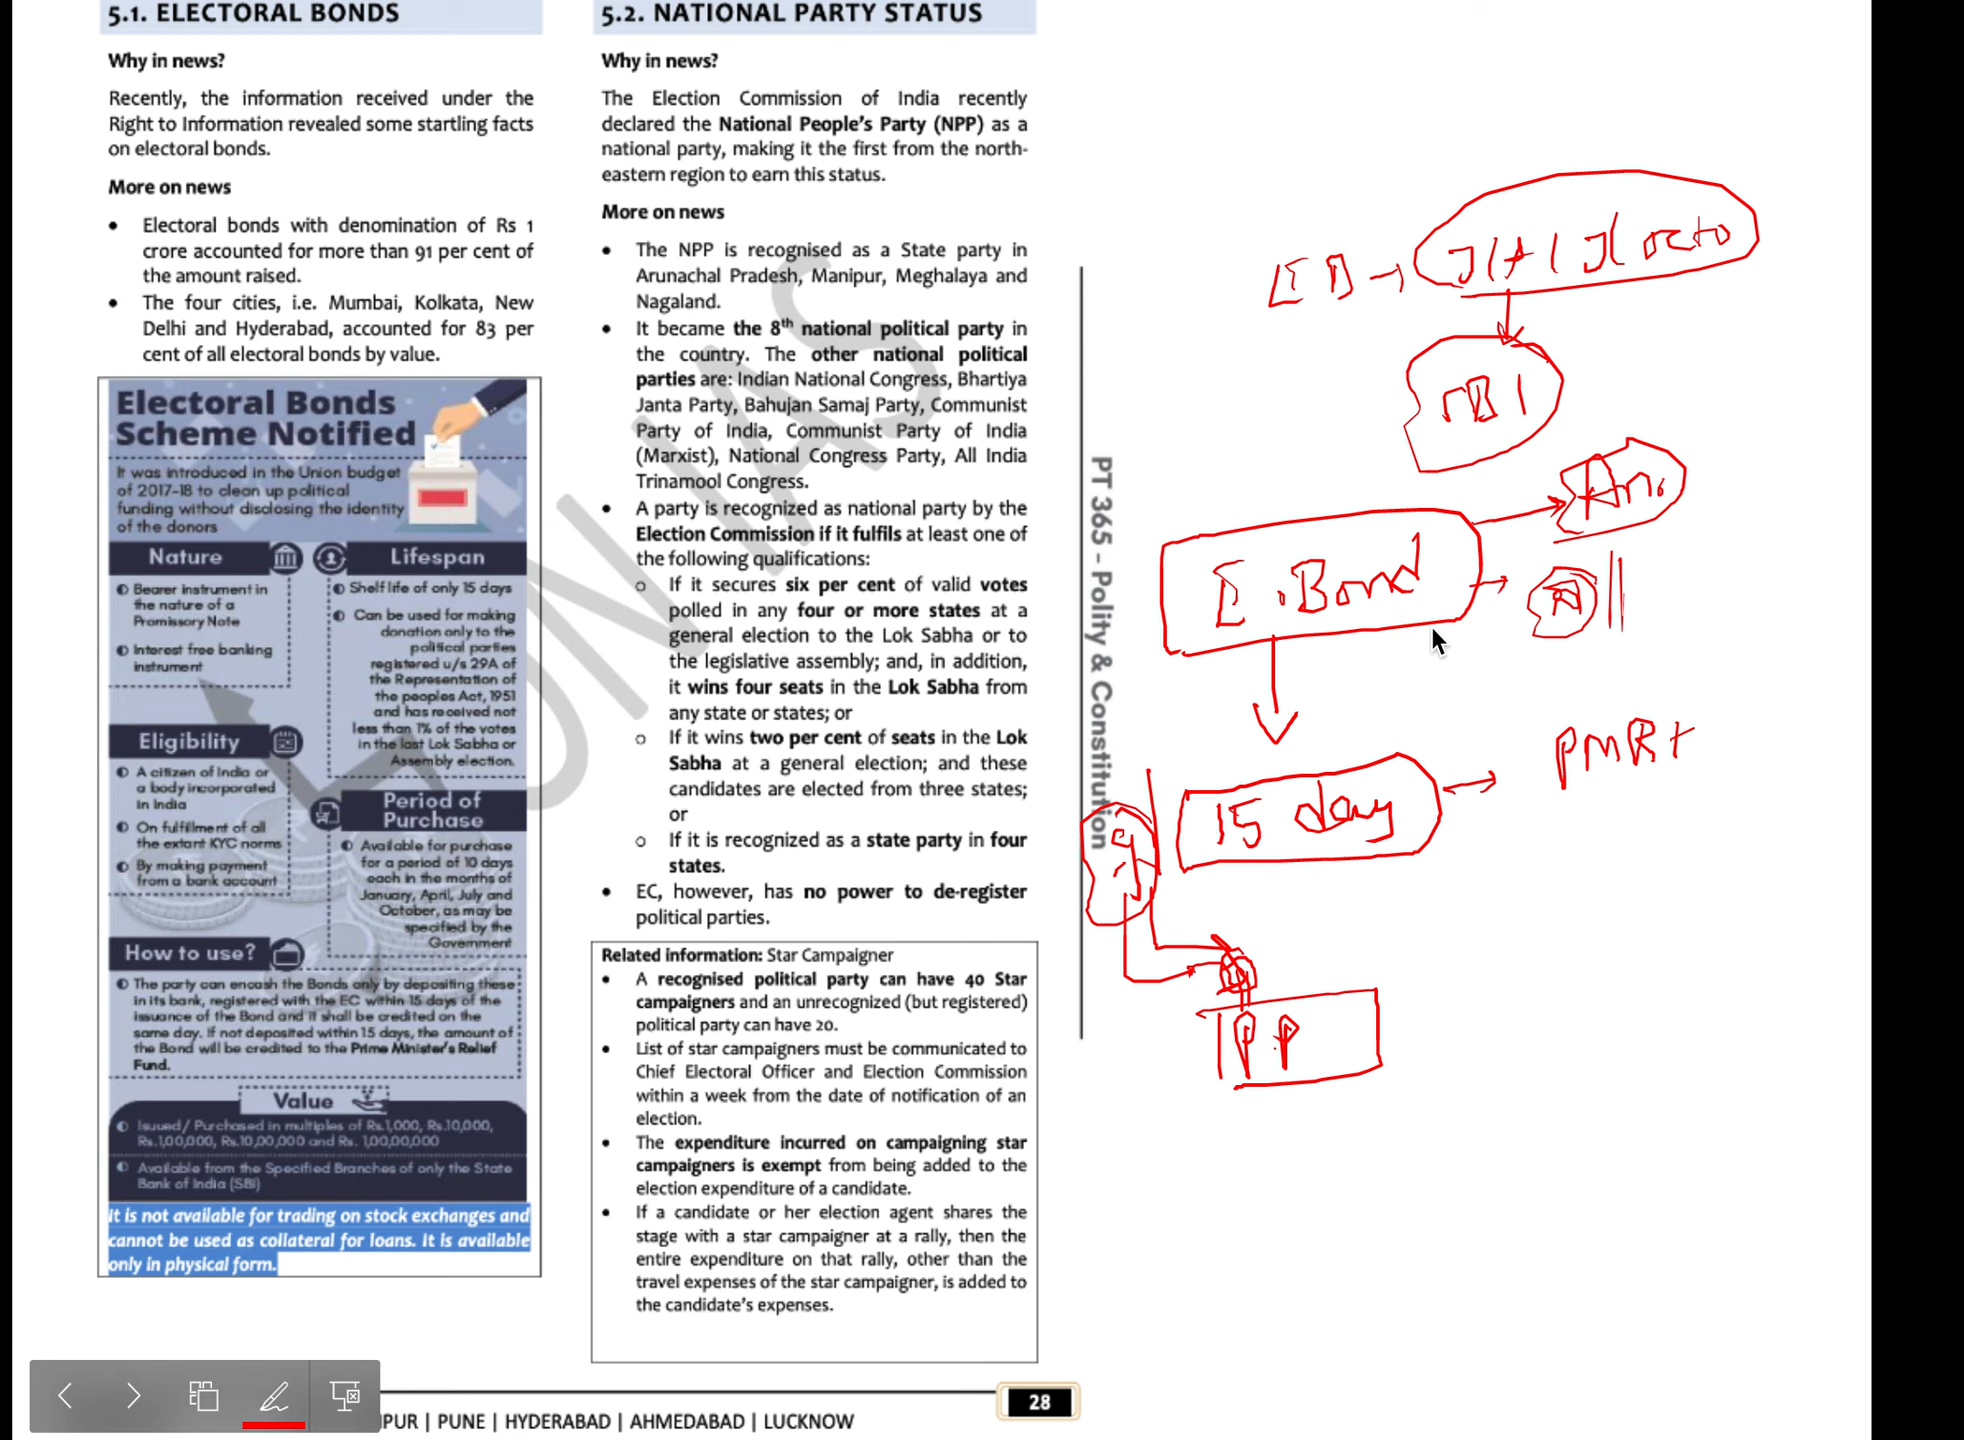 5.1. ELECTORAL BONDS
Why in news?
Recently, the information received under the
Right to Information revealed some startling facts
on electoral bonds.
More on news
• Electoral bonds with denomination of Rs 1
crore accounted for more than 91 per cent of
the amount raised.
• The four cities, i.e. Mumbai, Kolkata, New
Delhi and Hyderabad, accounted for 83 per
cent of all electoral bonds by value.
Electoral Bonds
Scheme Notified
It was introduced in the Union budget
of 2017-18 to clean up political
funding without disclosing the identity
of the donors
Nature
Bearer Instrument in
the nature of a
Promissory Note
Interest free banking
instrument
Lifespan
Shelf life of only 15 days
Can be used for making
donation only to the
political parties
registered u/s 29A of
the Representation of
the peoples Act, 1951
and has received not
less than 1% of the votes
in the last Lok Sabha or
Assembly election.
Eligibility
A citizen of India or
a body incorporated
in India
On fulfilment of all
the extant KYC norms
By making payment
from a bank account
Period of
Purchase
Available for purchase
for a period of 10 days
each in the months of
January, April, July and
October, as may be
specified by the
Government
How to use?
The party can encash the Bonds only by depositing these
in its bank, registered with the EC within 15 days of the
issuance of the Bond and it shall be credited on the
same day. If not deposited within 15 days, the amount of
the Bond will be credited to the Prime Minister's Relief
Fund.
Value
Isuued/ Purchased in multiples of Rs.1,000, Rs.10,000,
Rs.1,00,000, Rs.10,00,000 and Rs. 1,00,00,000
Available from the Specified Branches of only the State
Bank of India (SBI)
It is not available for trading on stock exchanges and
cannot be used as collateral for loans. It is available
only in physical form.
5.2. NATIONAL PARTY STATUS
Why in news?
The Election Commission of India recently
declared the National People's Party (NPP) as a
national party, making it the first from the north-
eastern region to earn this status.
More on news
• The NPP is recognised as a State party in
Arunachal Pradesh, Manipur, Meghalaya and
Nagaland.
• It became the 8th national political party in
the country. The other national political
parties are: Indian National Congress, Bhartiya
Janta Party, Bahujan Samaj Party, Communist
Party of India, Communist Party of India
(Marxist), National Congress Party, All India
Trinamool Congress.
• A party is recognized as national party by the
Election Commission if it fulfils at least one of
the following qualifications:
o If it secures six per cent of valid votes
polled in any four or more states at a
general election to the Lok Sabha or to
the legislative assembly; and, in addition,
it wins four seats in the Lok Sabha from
any state or states; or
o If it wins two per cent of seats in the Lok
Sabha at a general election; and these
candidates are elected from three states;
or
o If it is recognized as a state party in four
states.
• EC, however, has no power to de-register
political parties.
Related information: Star Campaigner
• A recognised political party can have 40 Star
campaigners and an unrecognized (but registered)
political party can have 20.
• List of star campaigners must be communicated to
Chief Electoral Officer and Election Commission
within a week from the date of notification of an
election.
• The expenditure incurred on campaigning star
campaigners is exempt from being added to the
election expenditure of a candidate.
• If a candidate or her election agent shares the
stage with a star campaigner at a rally, then the
entire expenditure on that rally, other than the
travel expenses of the star campaigner, is added to
the candidate's expenses.
PT 365 - Polity & Constitution
E. Bond
15 day
PMR
PP
28
IPUR | PUNE | HYDERABAD | AHMEDABAD | LUCKNOW